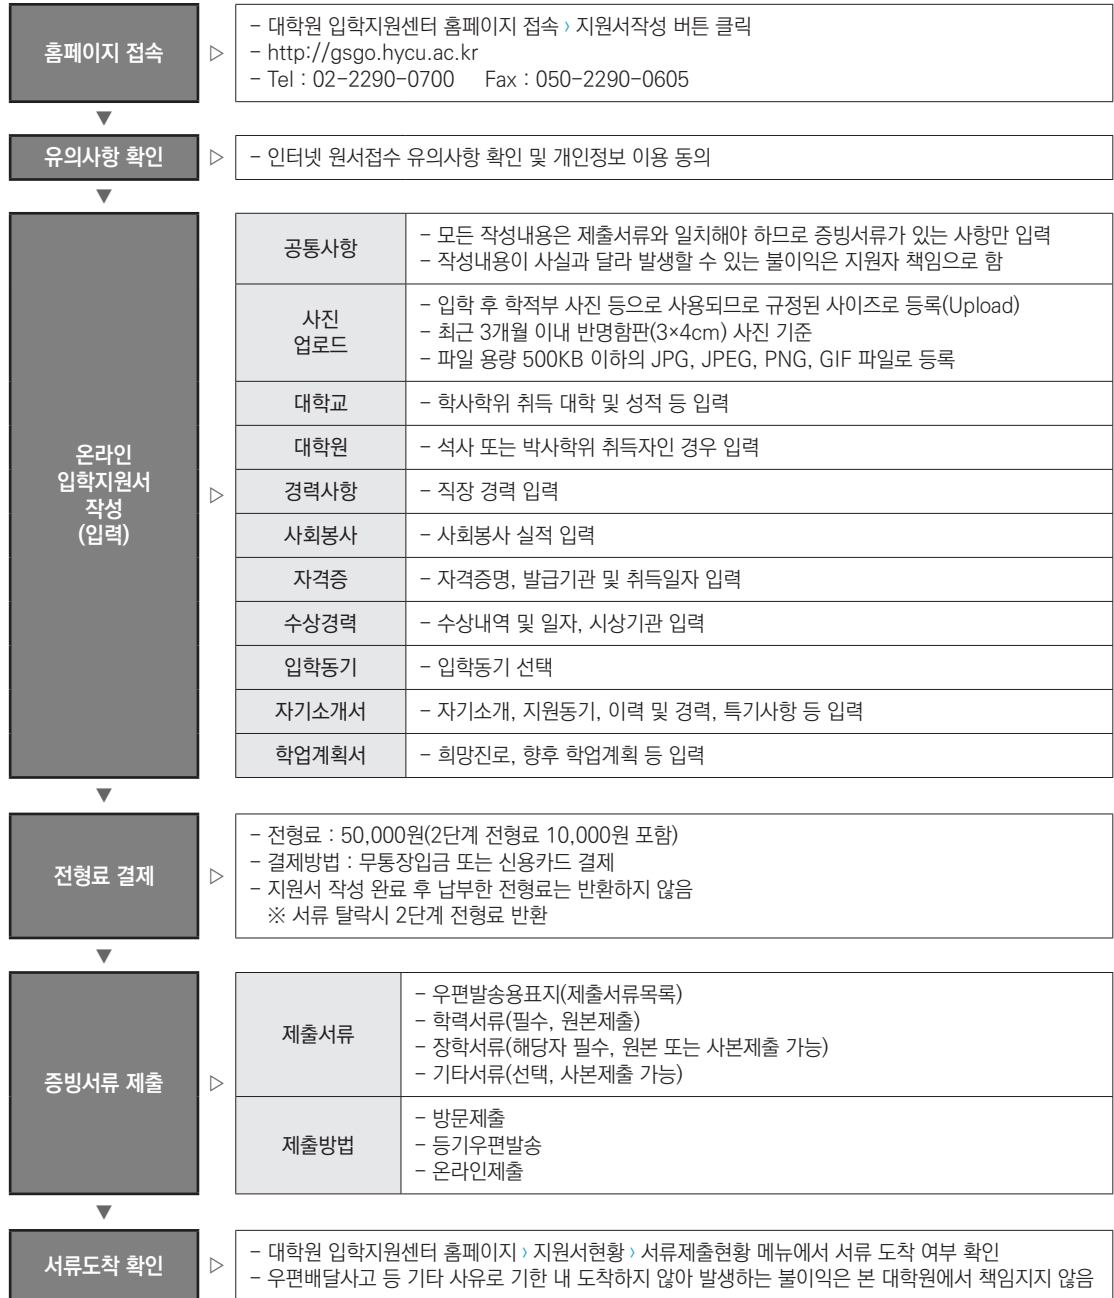 홈페이지 접속
- 대학원 입학지원센터 홈페이지 접속 › 지원서작성 버튼 클릭
- http://gsgo.hycu.ac.kr
- Tel : 02-2290-0700 Fax : 050-2290-0605
유의사항 확인
- 인터넷 원서접수 유의사항 확인 및 개인정보 이용 동의
온라인
입학지원서
작성
(입력)
공통사항
- 모든 작성내용은 제출서류와 일치해야 하므로 증빙서류가 있는 사항만 입력
- 작성내용이 사실과 달라 발생할 수 있는 불이익은 지원자 책임으로 함
사진
업로드
- 입학 후 학적부 사진 등으로 사용되므로 규정된 사이즈로 등록(Upload)
- 최근 3개월 이내 반명함판(3×4cm) 사진 기준
- 파일 용량 500KB 이하의 JPG, JPEG, PNG, GIF 파일로 등록
대학교
- 학사학위 취득 대학 및 성적 등 입력
대학원
- 석사 또는 박사학위 취득자인 경우 입력
경력사항
- 직장 경력 입력
사회봉사
- 사회봉사 실적 입력
자격증
- 자격증명, 발급기관 및 취득일자 입력
수상경력
- 수상내역 및 일자, 시상기관 입력
입학동기
- 입학동기 선택
자기소개서
- 자기소개, 지원동기, 이력 및 경력, 특기사항 등 입력
학업계획서
- 희망진로, 향후 학업계획 등 입력
전형료 결제
- 전형료 : 50,000원(2단계 전형료 10,000원 포함)
- 결제방법 : 무통장입금 또는 신용카드 결제
- 지원서 작성 완료 후 납부한 전형료는 반환하지 않음
※ 서류 탈락시 2단계 전형료 반환
증빙서류 제출
제출서류
- 우편발송용표지(제출서류목록)
- 학력서류(필수, 원본제출)
- 장학서류(해당자 필수, 원본 또는 사본제출 가능)
- 기타서류(선택, 사본제출 가능)
제출방법
- 방문제출
- 등기우편발송
- 온라인제출
서류도착 확인
- 대학원 입학지원센터 홈페이지 › 지원서현황 › 서류제출현황 메뉴에서 서류 도착 여부 확인
- 우편배달사고 등 기타 사유로 기한 내 도착하지 않아 발생하는 불이익은 본 대학원에서 책임지지 않음